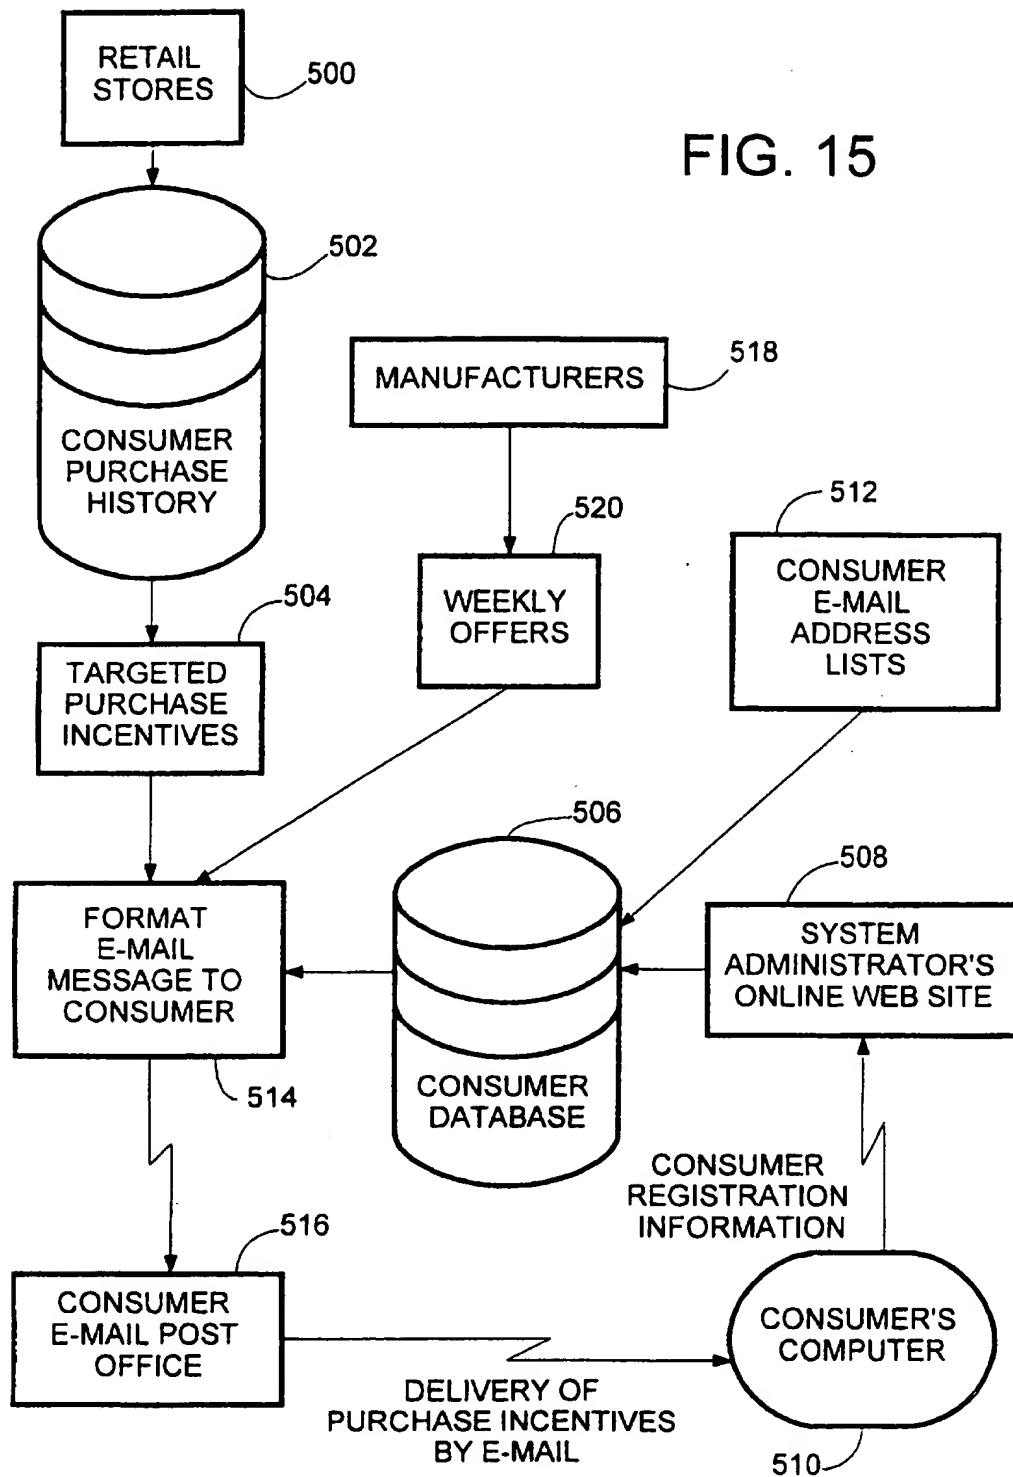 RETAIL
STORES
500
FIG. 15
502
CONSUMER
PURCHASE
HISTORY
MANUFACTURERS
518
520
WEEKLY
OFFERS
512
CONSUMER
E-MAIL
ADDRESS
LISTS
504
TARGETED
PURCHASE
INCENTIVES
506
CONSUMER
DATABASE
508
SYSTEM
ADMINISTRATOR'S
ONLINE WEB SITE
FORMAT
E-MAIL
MESSAGE TO
CONSUMER
514
CONSUMER
REGISTRATION
INFORMATION
516
CONSUMER
E-MAIL POST
OFFICE
DELIVERY OF
PURCHASE INCENTIVES
BY E-MAIL
CONSUMER'S
COMPUTER
510